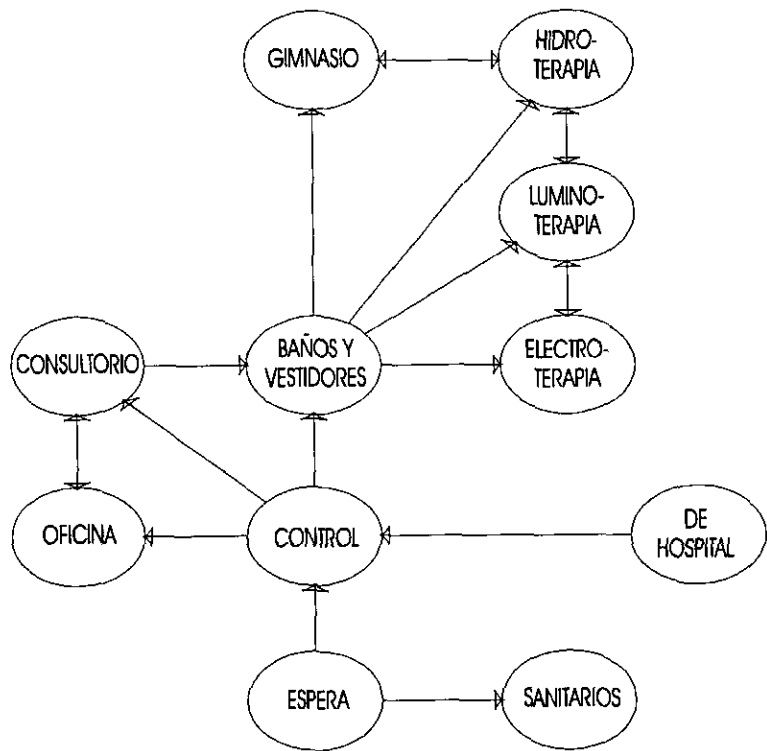 GIMNASIO
HIDRO-
TERAPIA
LUMINO-
TERAPIA
CONSULTORIO
BAÑOS Y
VESTIDORES
ELECTRO-
TERAPIA
OFICINA
CONTROL
DE
HOSPITAL
ESPERA
SANITARIOS